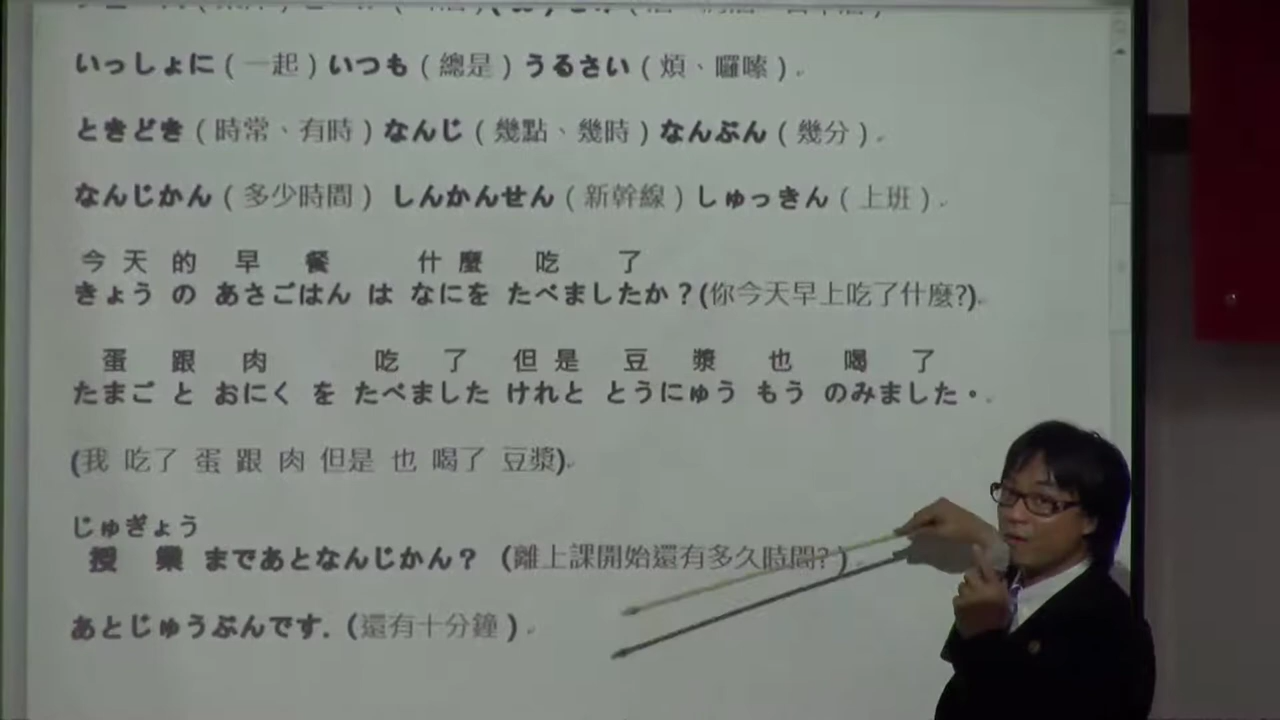 いっしょに（一起）いつも（總是）うるさい（煩、囉嗦）。
ときどき（時常、有時）なんじ（幾點、幾時）なんぷん（幾分）。
なんじかん（多少時間） しんかんせん（新幹線）しゅっきん（上班）。
今 天 的 早 餐 什 麼 吃 了
きょう の あさごはん は なにを たべましたか？(你今天早上吃了什麼?)。
蛋 跟 肉 吃 了 但 是 豆 漿 也 喝 了
たまご と おにく を たべました けれど とうにゅう もう のみました・
(我 吃了 蛋 跟 肉 但是 也 喝了 豆漿)
じゅぎょう
授 業 まであとなんじかん？ (離上課開始還有多久時間?)
あとじゅうぷんです. (還有十分鐘)